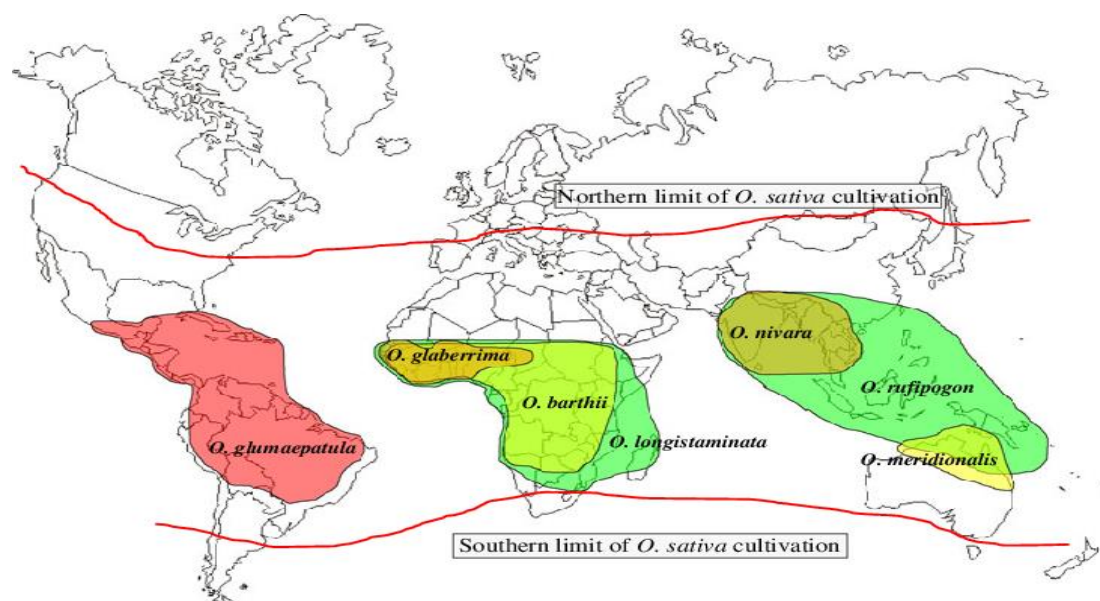 Northern limit of O. sativa cultivation
O. nivara
O. glaberrima
O. rufipogon
O. barthii
O. longistaminata
O. glumaepatula
O. meridionalis
Southern limit of O. sativa cultivation